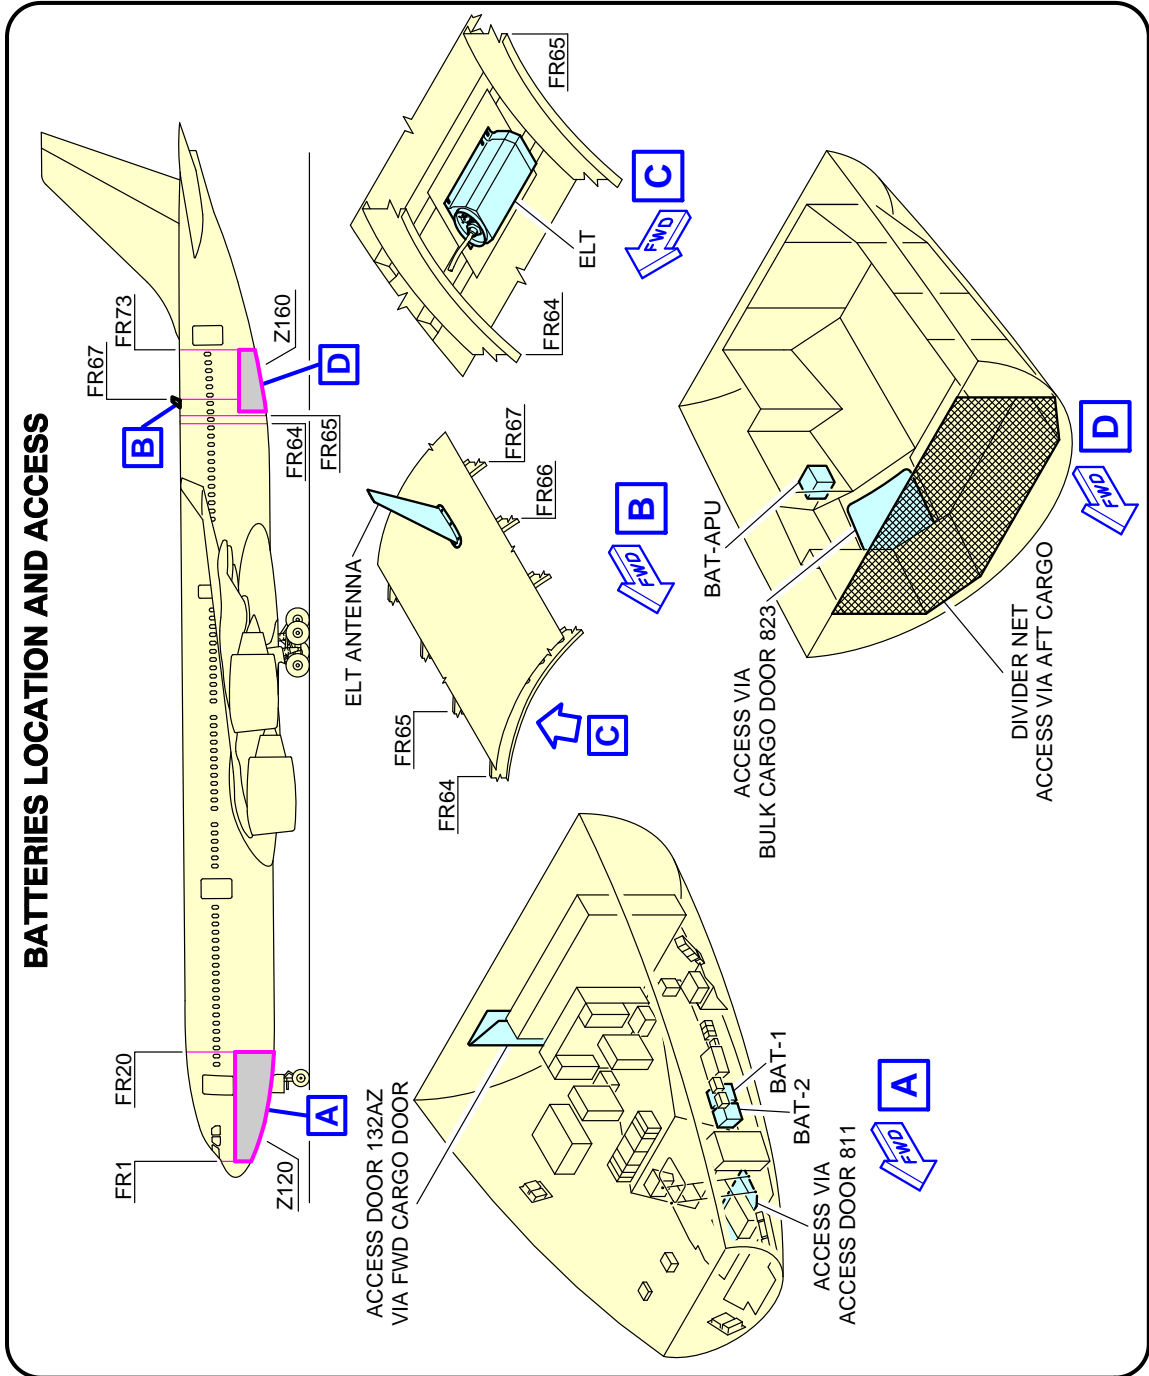 BATTERIES LOCATION AND ACCESS
FR1
FR20
FR67
FR73
B
A
Z120
FR64
FR65
D
Z160
ACCESS DOOR 132AZ
VIA FWD CARGO DOOR
BAT-1
BAT-2
ACCESS VIA
ACCESS DOOR 811
FWD
A
ELT ANTENNA
FR64
FR65
FR66
FR67
C
FWD
B
FR65
FR64
ELT
FWD
C
BAT-APU
ACCESS VIA
BULK CARGO DOOR 823
DIVIDER NET
ACCESS VIA AFT CARGO
FWD
D